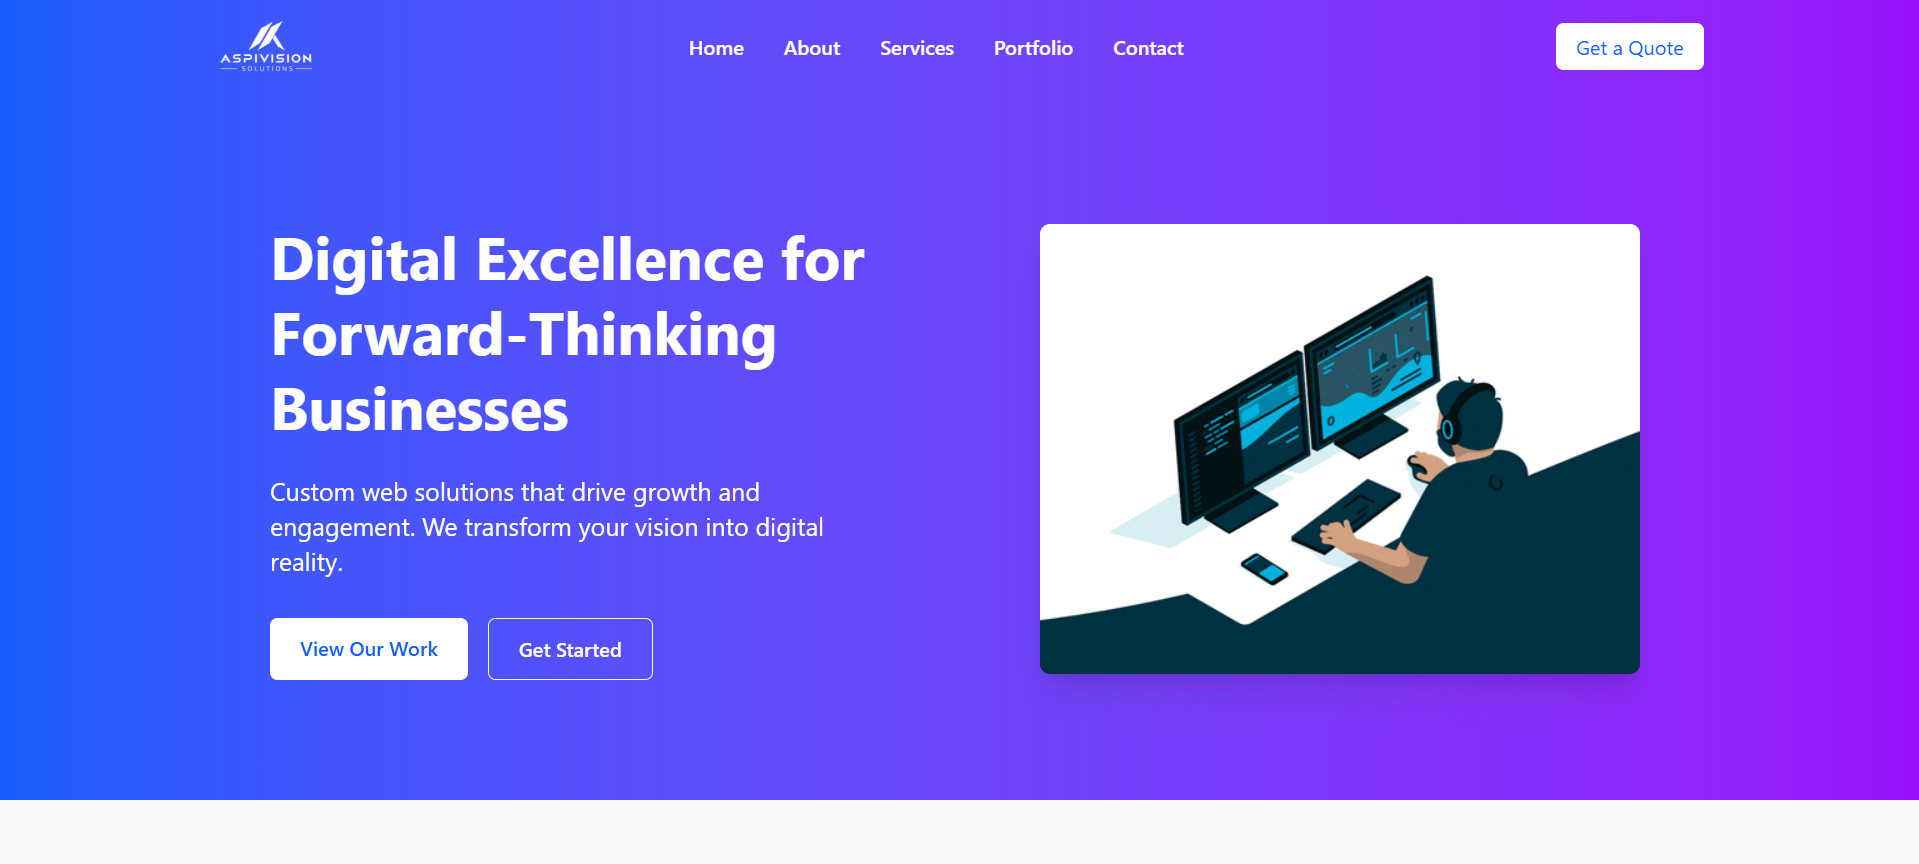 ASPIVISION
SOLUTIONS
Home
About
Services
Portfolio
Contact
Get a Quote
Digital Excellence for
Forward-Thinking
Businesses
Custom web solutions that drive growth and
engagement. We transform your vision into digital
reality.
View Our Work
Get Started